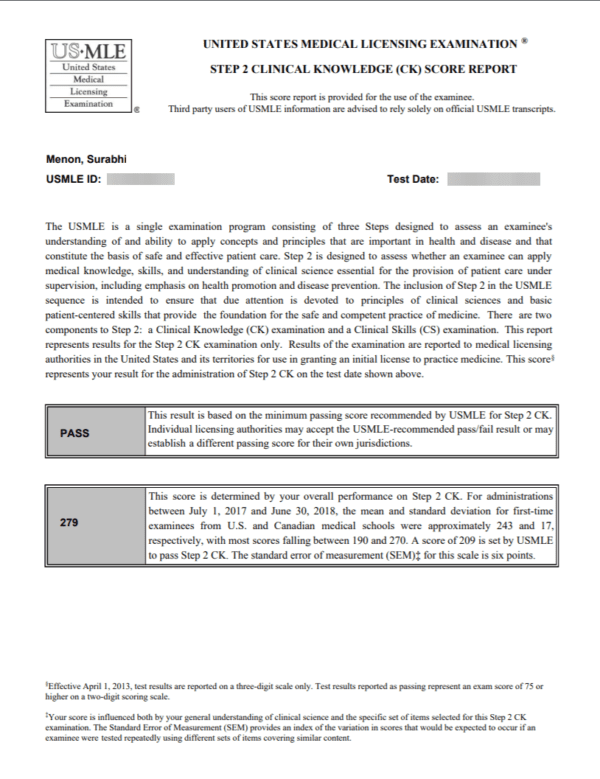 US·MLE
United States
Medical
Licensing
Examination
®
UNITED STATES MEDICAL LICENSING EXAMINATION ®
STEP 2 CLINICAL KNOWLEDGE (CK) SCORE REPORT
This score report is provided for the use of the examinee.
Third party users of USMLE information are advised to rely solely on official USMLE transcripts.
Menon, Surabhi
USMLE ID:
Test Date:
The USMLE is a single examination program consisting of three Steps designed to assess an examinee's
understanding of and ability to apply concepts and principles that are important in health and disease and that
constitute the basis of safe and effective patient care. Step 2 is designed to assess whether an examinee can apply
medical knowledge, skills, and understanding of clinical science essential for the provision of patient care under
supervision, including emphasis on health promotion and disease prevention. The inclusion of Step 2 in the USMLE
sequence is intended to ensure that due attention is devoted to principles of clinical sciences and basic
patient-centered skills that provide the foundation for the safe and competent practice of medicine. There are two
components to Step 2: a Clinical Knowledge (CK) examination and a Clinical Skills (CS) examination. This report
represents results for the Step 2 CK examination only. Results of the examination are reported to medical licensing
authorities in the United States and its territories for use in granting an initial license to practice medicine. This score§
represents your result for the administration of Step 2 CK on the test date shown above.
PASS
This result is based on the minimum passing score recommended by USMLE for Step 2 CK.
Individual licensing authorities may accept the USMLE-recommended pass/fail result or may
establish a different passing score for their own jurisdictions.
279
This score is determined by your overall performance on Step 2 CK. For administrations
between July 1, 2017 and June 30, 2018, the mean and standard deviation for first-time
examinees from U.S. and Canadian medical schools were approximately 243 and 17,
respectively, with most scores falling between 190 and 270. A score of 209 is set by USMLE
to pass Step 2 CK. The standard error of measurement (SEM)‡ for this scale is six points.
§Effective April 1, 2013, test results are reported on a three-digit scale only. Test results reported as passing represent an exam score of 75 or
higher on a two-digit scoring scale.
‡Your score is influenced both by your general understanding of clinical science and the specific set of items selected for this Step 2 CK
examination. The Standard Error of Measurement (SEM) provides an index of the variation in scores that would be expected to occur if an
examinee were tested repeatedly using different sets of items covering similar content.